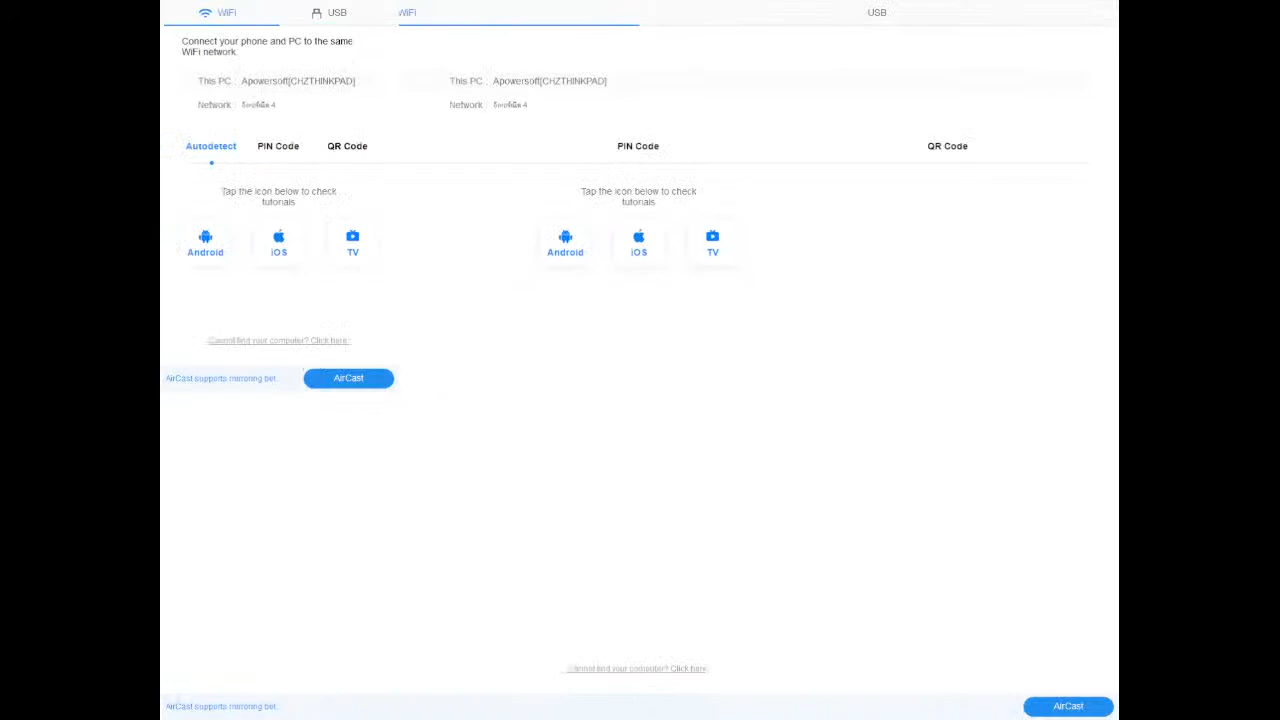 WiFi USB WiFi USB
Connect your phone and PC to the same
WiFi network
This PC : Apowersoft[CHZTHINKPAD] This PC : Apowersoft[CHZTHINKPAD]
Network : Network :
Autodetect PIN Code QR Code PIN Code QR Code
Tap the icon below to check Tap the icon below to check
tutorials tutorials
Android iOS TV Android iOS TV
Cannot find your computer? Click here
AirCast supports mirroring bet. AirCast
Cannot find your computer? Click here
AirCast supports mirroring bet. AirCast